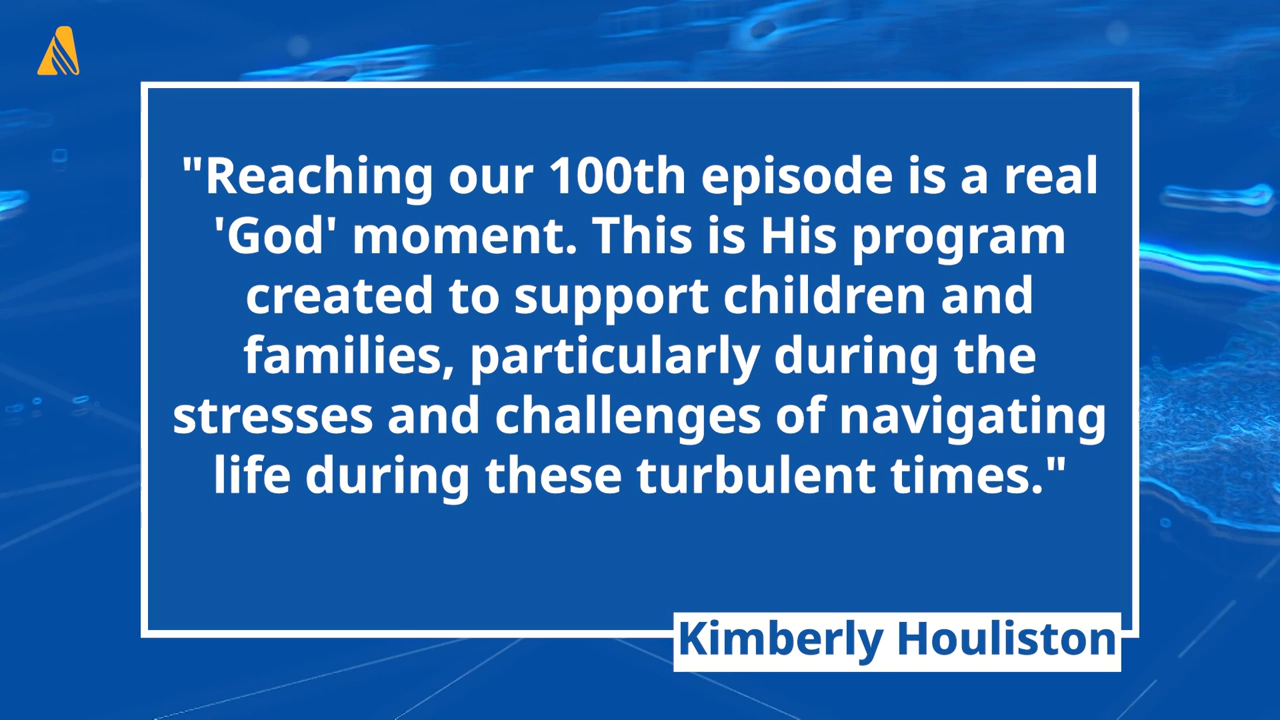 "Reaching our 100th episode is a real
'God' moment. This is His program
created to support children and
families, particularly during the
stresses and challenges of navigating
life during these turbulent times."
Kimberly Houliston